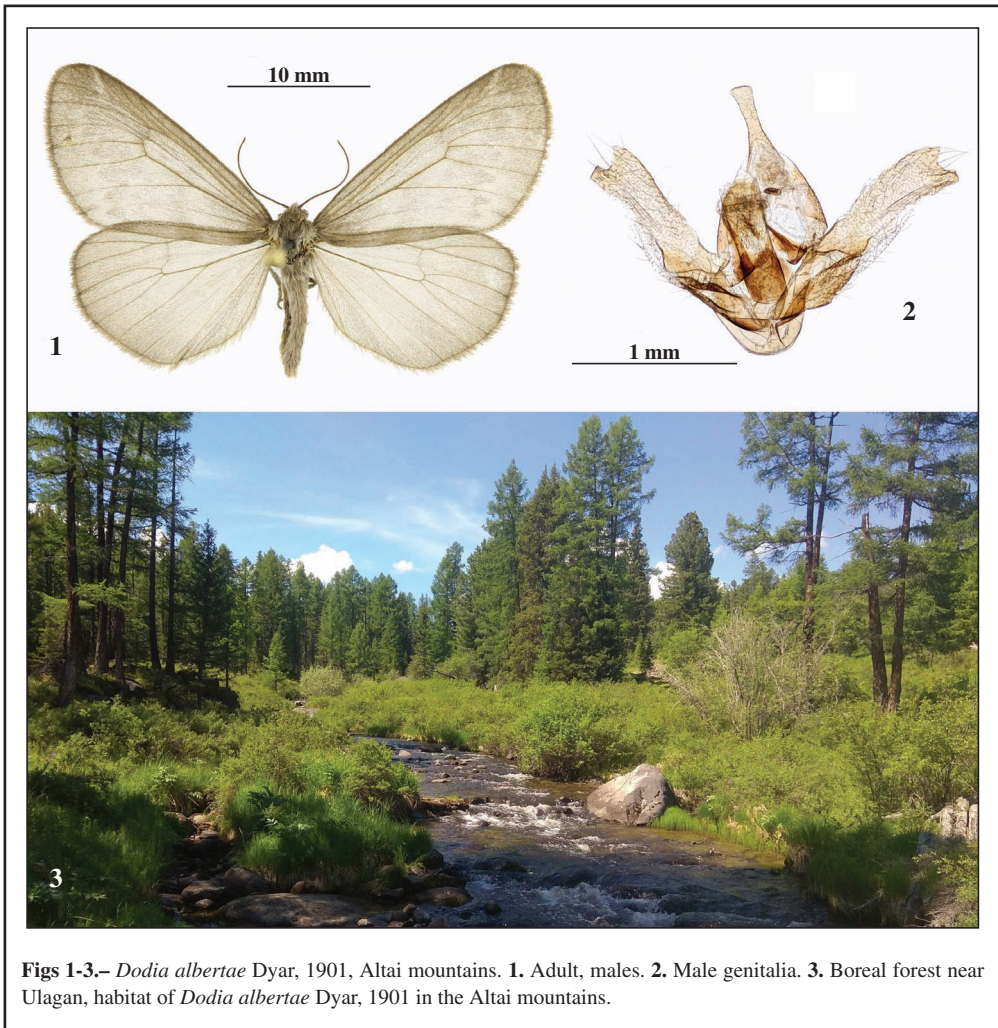 10 mm
1
2
1 mm
3
Figs 1-3.– Dodia albertae Dyar, 1901, Altai mountains. 1. Adult, males. 2. Male genitalia. 3. Boreal forest near
Ulagan, habitat of Dodia albertae Dyar, 1901 in the Altai mountains.